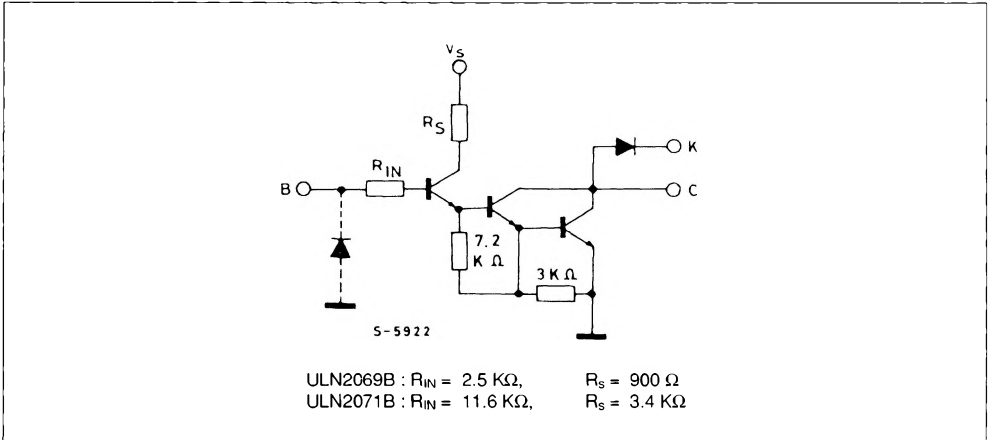 VS
RS
RIN
B
K
C
7.2
K Ω
3K Ω
S-5922
ULN2069B : RIN = 2.5 KΩ, Rs = 900 Ω
ULN2071B : RIN = 11.6 KΩ, Rs = 3.4 KΩ